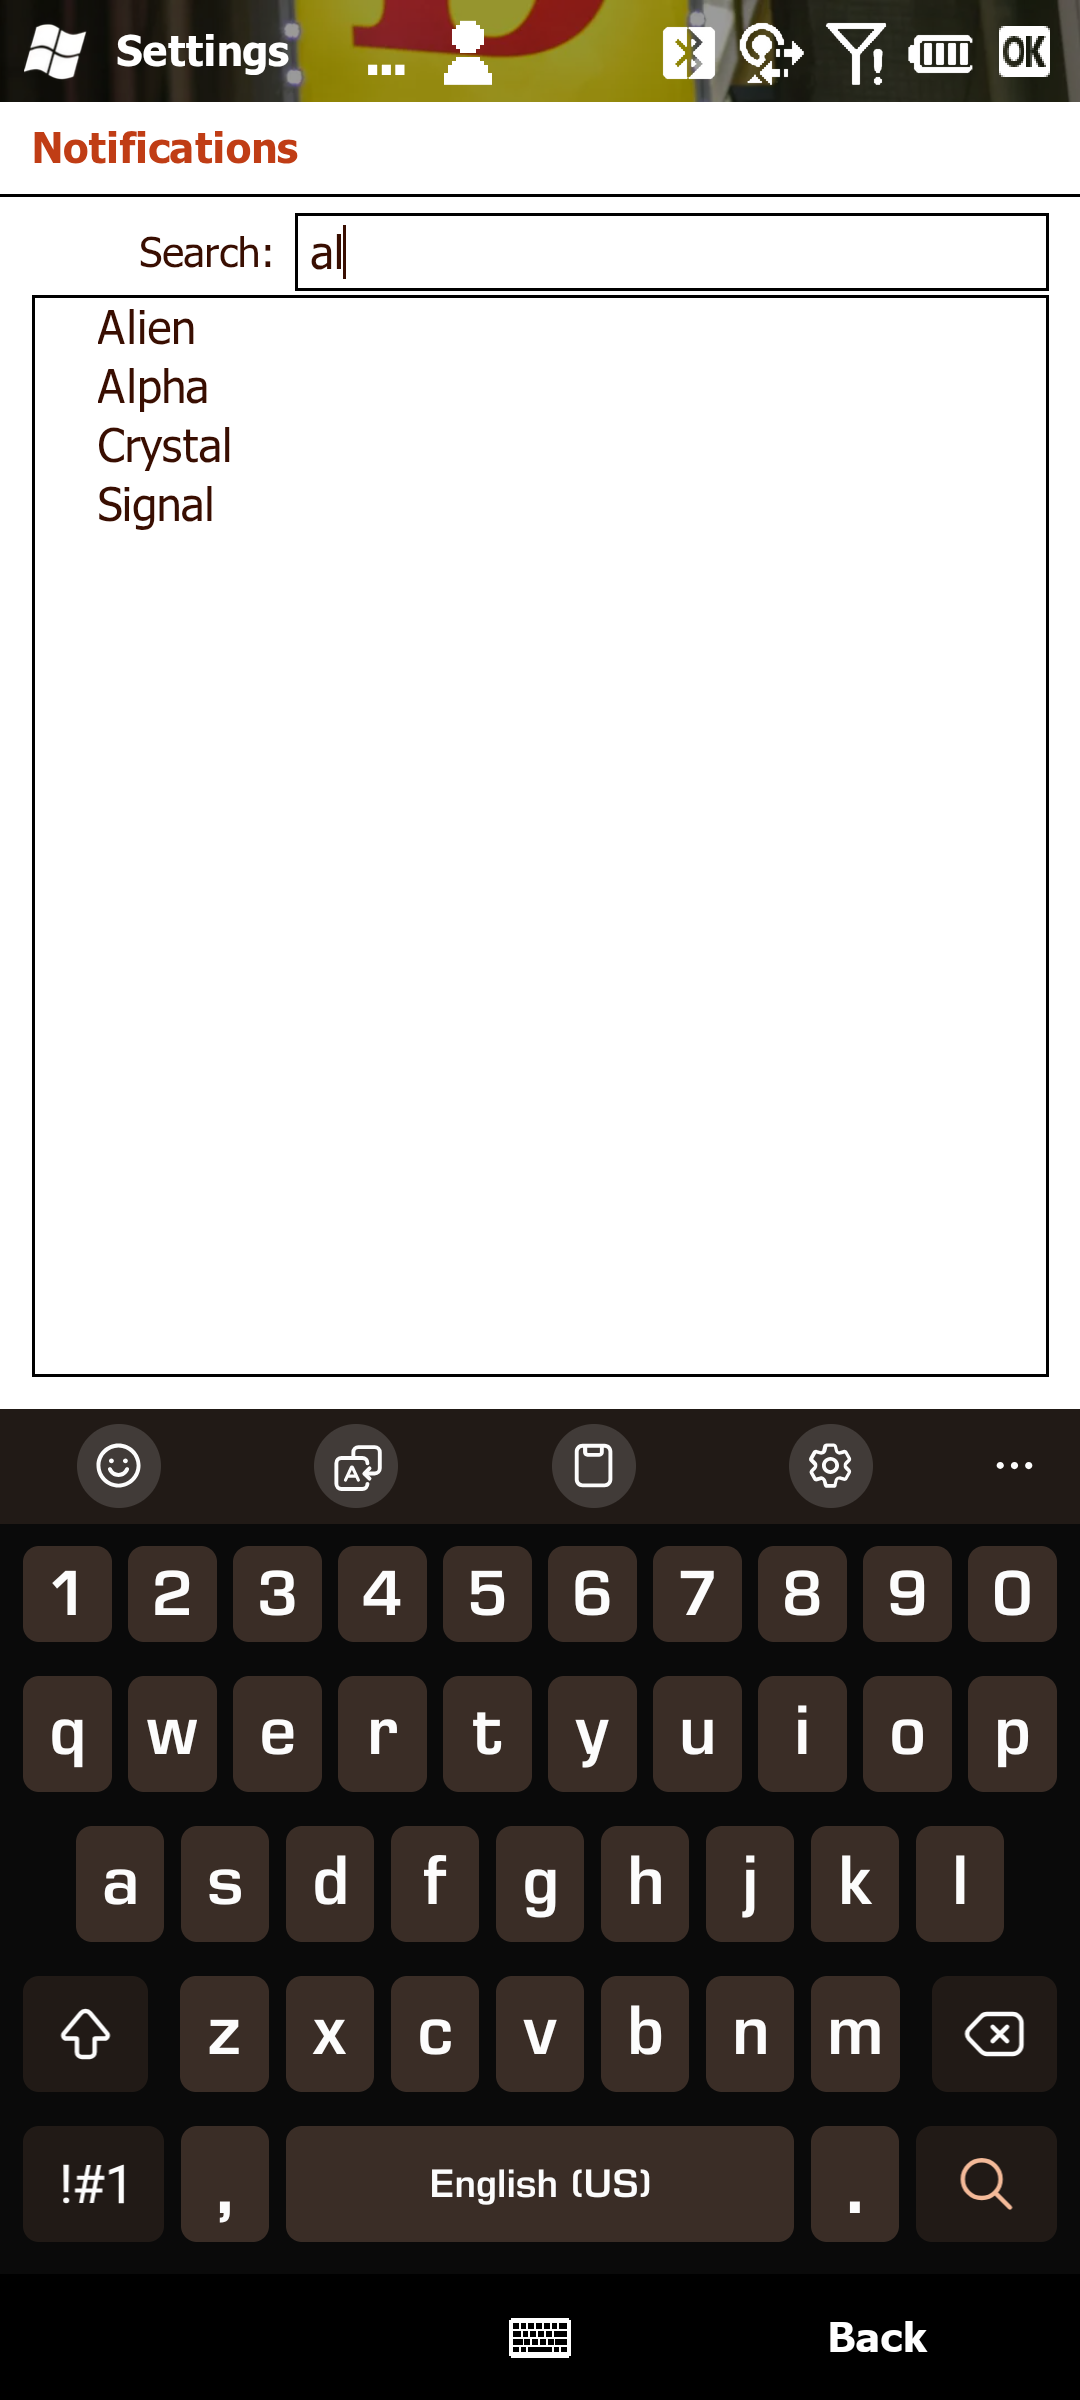 Settings
OK
Notifications
Search: al
Alien
Alpha
Crystal
Signal
1 2 3 4 5 6 7 8 9 0
q w e r t y u i o p
a s d f g h j k l
z x c v b n m
!#1 , English (US) .
Back